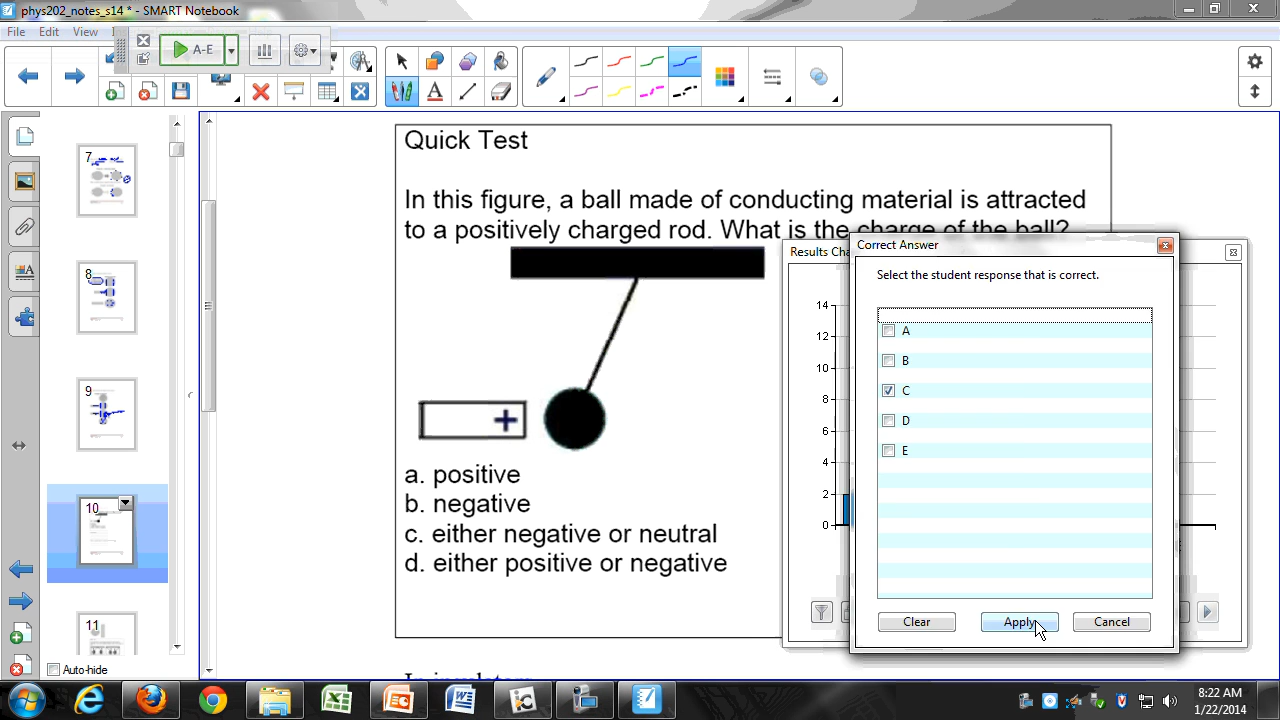 phys202_notes_s14 * - SMART Notebook
File Edit View
A-E
A
7
8
9
10
11
Auto-hide
Quick Test
In this figure, a ball made of conducting material is attracted
to a positively charged rod. What is the charge of the ball?
+
a. positive
b. negative
c. either negative or neutral
d. either positive or negative
Results Cha
14
12
10
8
6
4
2
0
Correct Answer
Select the student response that is correct.
A
B
C
D
E
Clear Apply Cancel
8:22 AM
1/22/2014